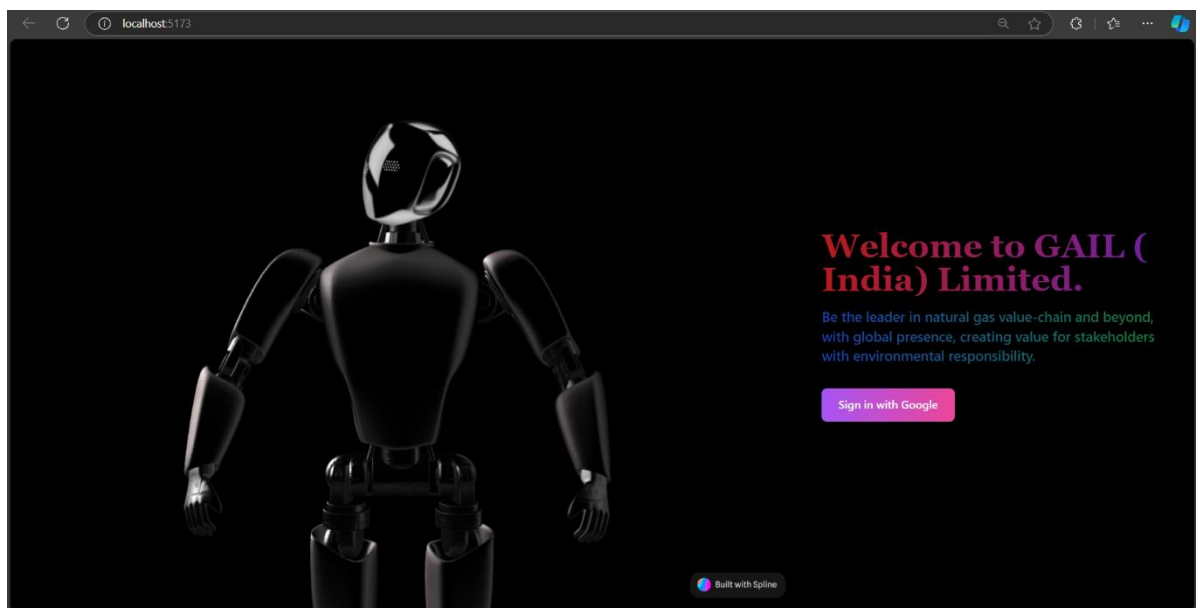 localhost:5173
Welcome to GAIL (
India) Limited.
Be the leader in natural gas value-chain and beyond,
with global presence, creating value for stakeholders
with environmental responsibility.
Sign in with Google
Built with Spline